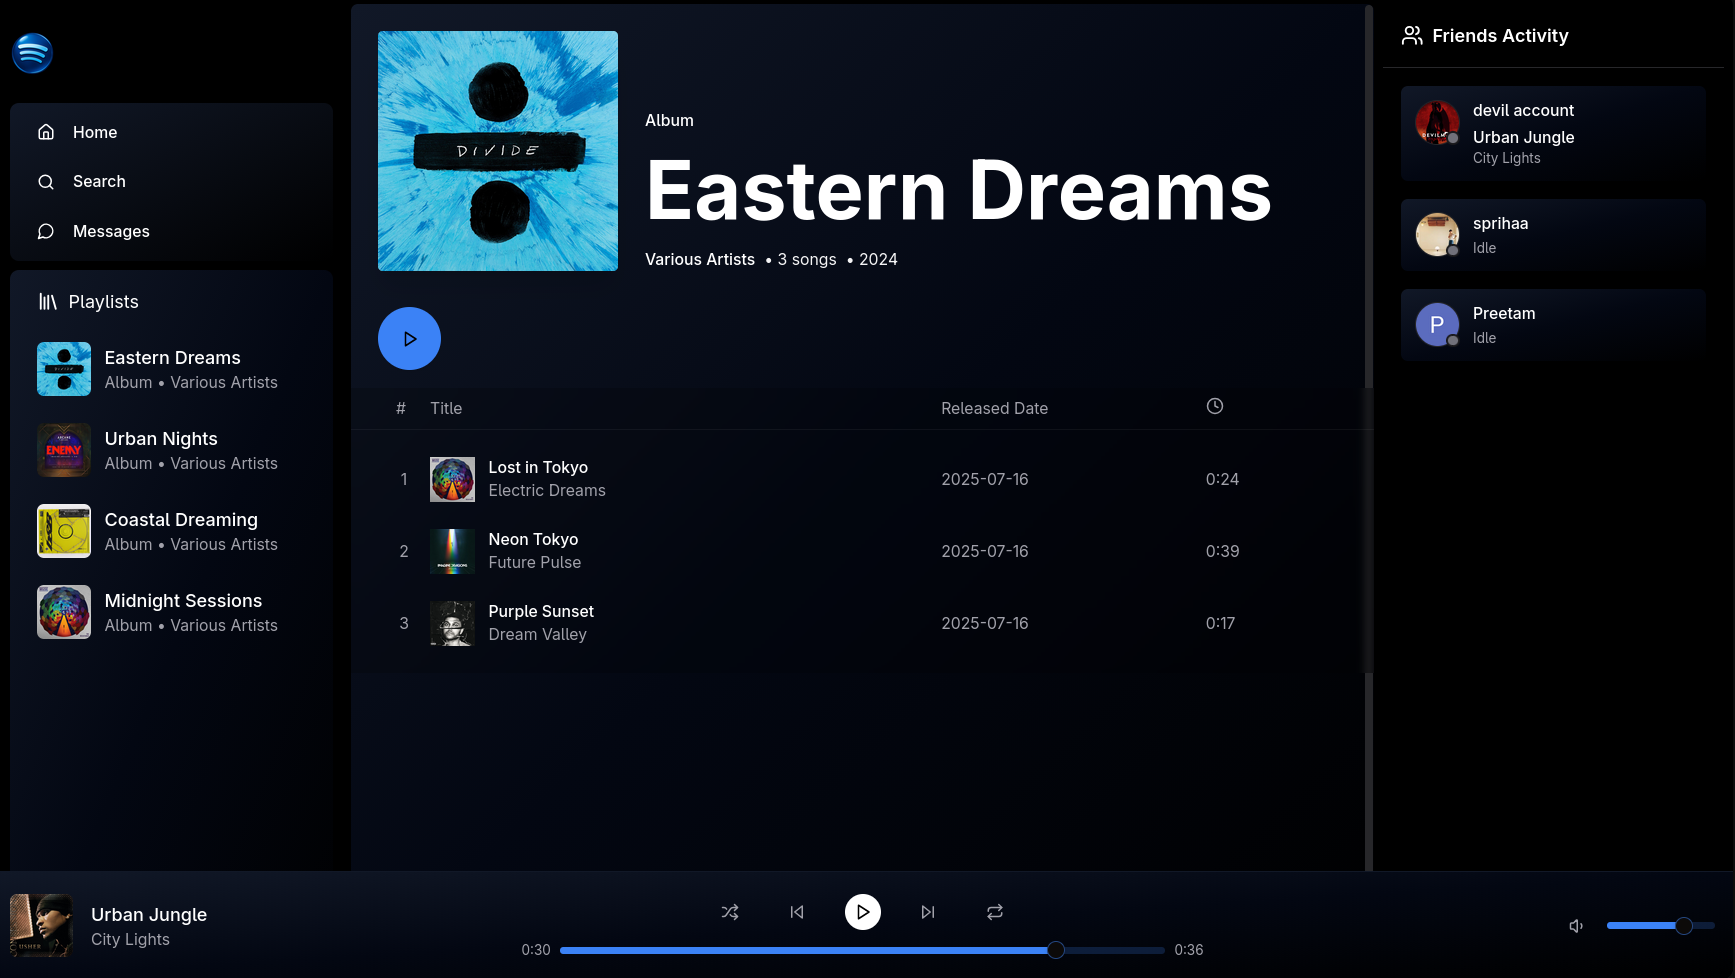 Home
Search
Messages
Playlists
Eastern Dreams
Album • Various Artists
Urban Nights
Album • Various Artists
Coastal Dreaming
Album • Various Artists
Midnight Sessions
Album • Various Artists
DIVIDE
Album
Eastern Dreams
Various Artists • 3 songs • 2024
# Title Released Date
1 Lost in Tokyo 2025-07-16 0:24
Electric Dreams
2 Neon Tokyo 2025-07-16 0:39
Future Pulse
3 Purple Sunset 2025-07-16 0:17
Dream Valley
Friends Activity
devil account
Urban Jungle
City Lights
sprihaa
Idle
P
Preetam
Idle
ENEMY
USHER
Urban Jungle
City Lights
0:30 0:36